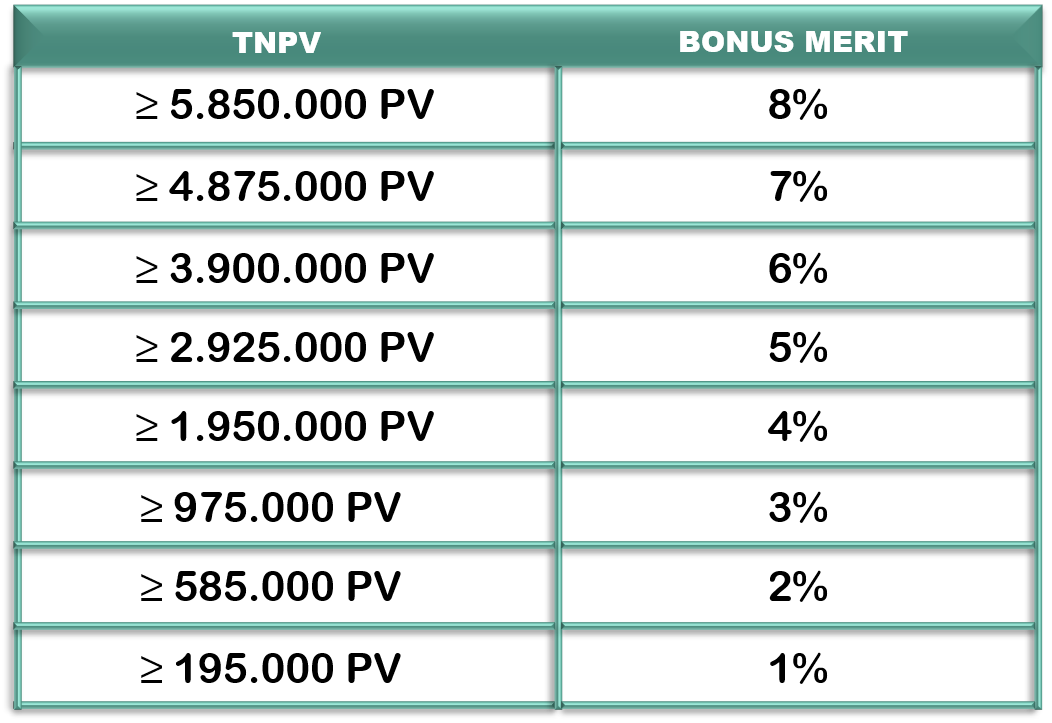 TNPV BONUS MERIT
≥ 5.850.000 PV 8%
≥ 4.875.000 PV 7%
≥ 3.900.000 PV 6%
≥ 2.925.000 PV 5%
≥ 1.950.000 PV 4%
≥ 975.000 PV 3%
≥ 585.000 PV 2%
≥ 195.000 PV 1%